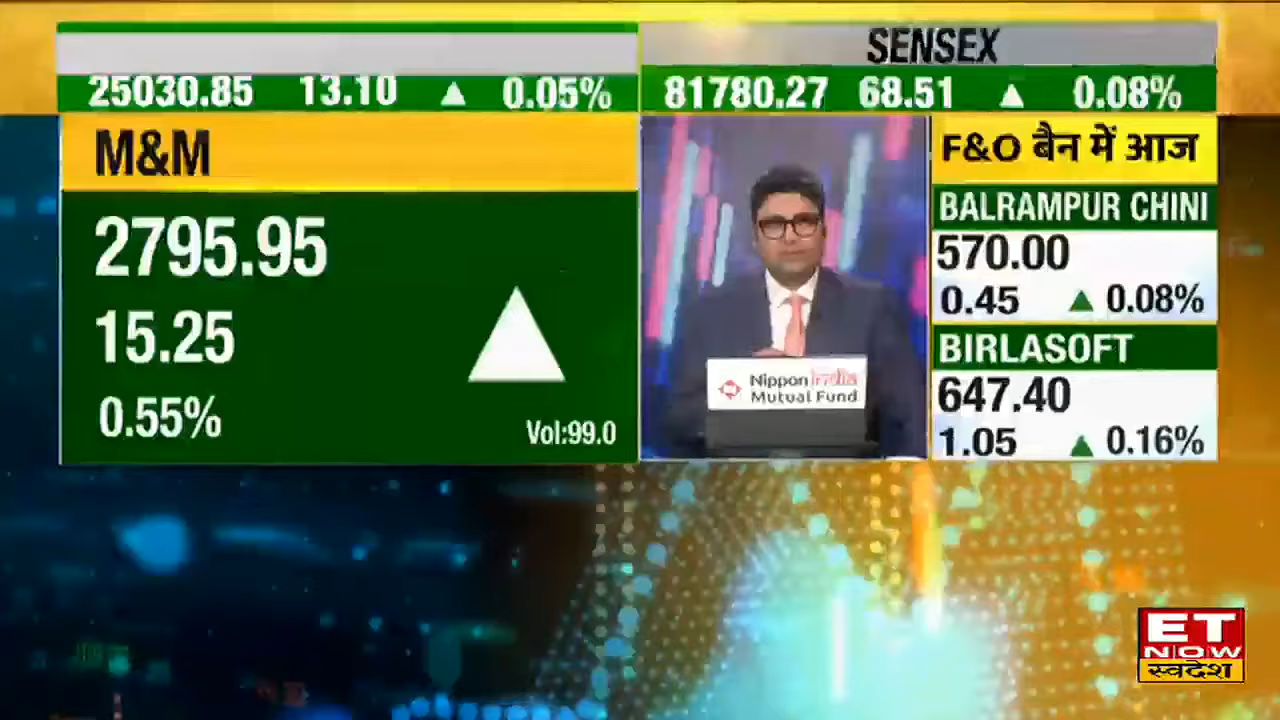 25030.85 13.10 ▲ 0.05%
SENSEX
81780.27 68.51 ▲ 0.08%
M&M
2795.95
15.25
0.55%
Vol:99.0
Nippon India
Mutual Fund
F&O बैन में आज
BALRAMPUR CHINI
570.00
0.45 ▲ 0.08%
BIRLASOFT
647.40
1.05 ▲ 0.16%
ET
NOW
स्वदेश